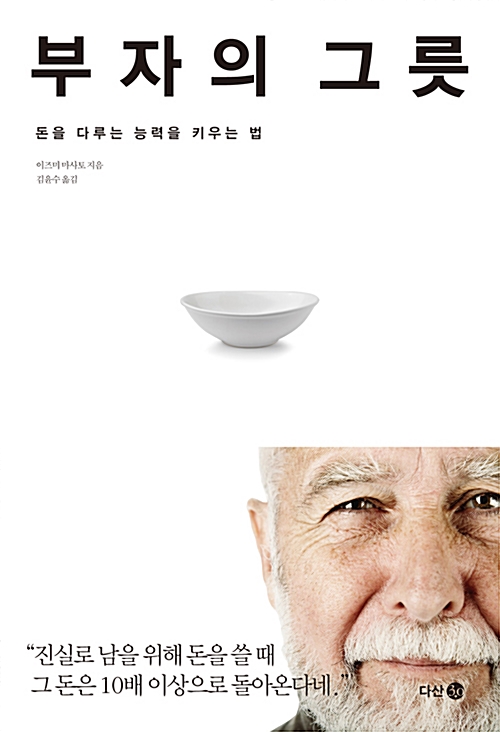 부자의 그릇
돈을 다루는 능력을 키우는 법
이즈미 마사토 지음
김윤수 옮김
“진실로 남을 위해 돈을 쓸 때
그 돈은 10배 이상으로 돌아온다네.”
다산 3.0